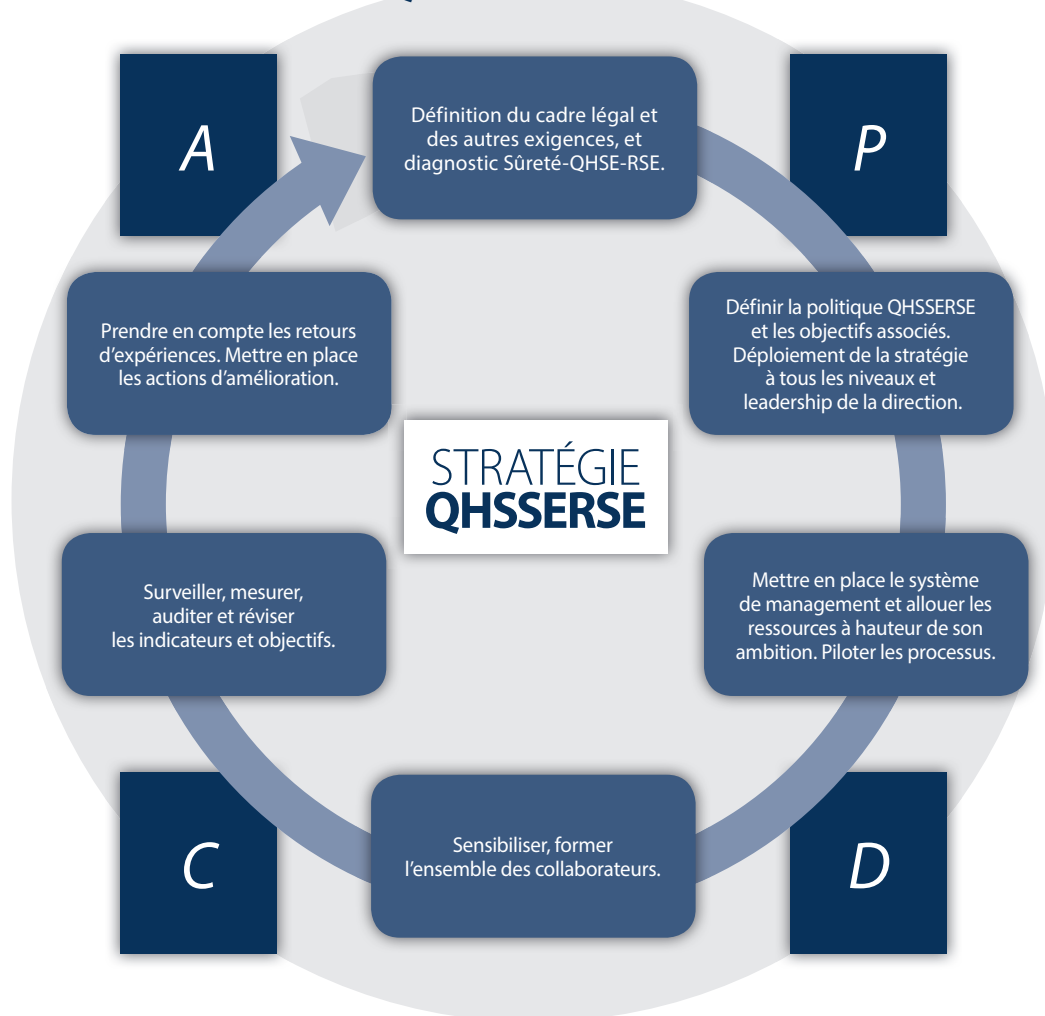 A
Définition du cadre légal et
des autres exigences, et
diagnostic Sûreté-QHSE-RSE.
P
Définir la politique QHSSERSE
et les objectifs associés.
Déploiement de la stratégie
à tous les niveaux et
leadership de la direction.
Prendre en compte les retours
d’expériences. Mettre en place
les actions d’amélioration.
STRATÉGIE
QHSSERSE
Mettre en place le système
de management et allouer les
ressources à hauteur de son
ambition. Piloter les processus.
Surveiller, mesurer,
auditer et réviser
les indicateurs et objectifs.
Sensibiliser, former
l’ensemble des collaborateurs.
C
D